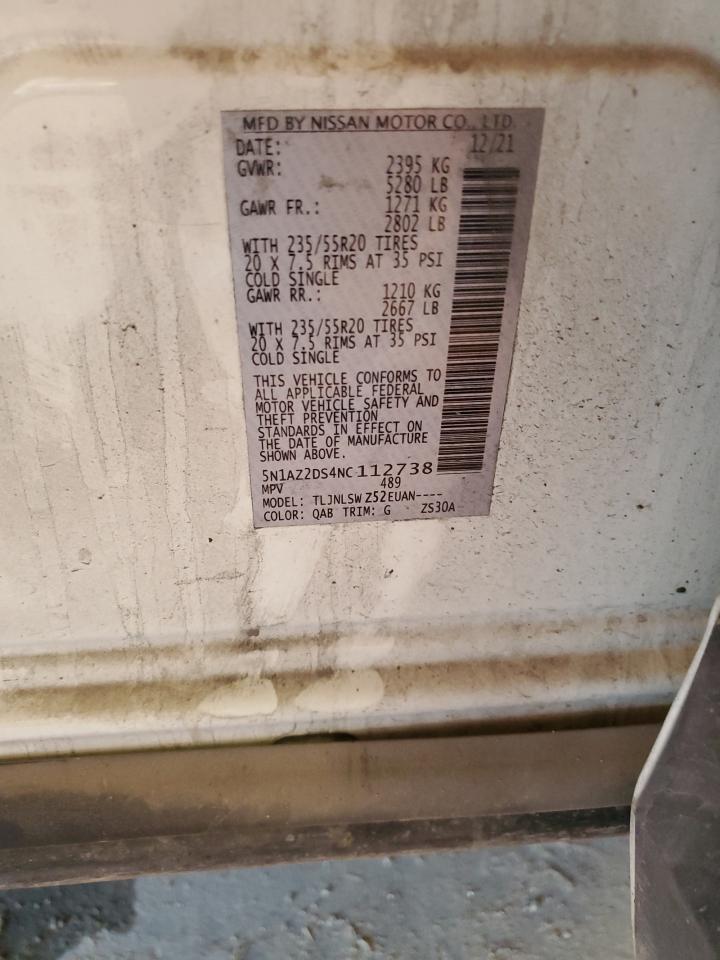 MFD BY NISSAN MOTOR CO., LTD.
DATE: 12/21
GVWR: 2395 KG
5280 LB
GAWR FR.: 1271 KG
2802 LB
WITH 235/55R20 TIRES
20 X 7.5 RIMS AT 35 PSI
COLD SINGLE
GAWR RR.: 1210 KG
2667 LB
WITH 235/55R20 TIRES
20 X 7.5 RIMS AT 35 PSI
COLD SINGLE
THIS VEHICLE CONFORMS TO
ALL APPLICABLE FEDERAL
MOTOR VEHICLE SAFETY AND
THEFT PREVENTION
STANDARDS IN EFFECT ON
THE DATE OF MANUFACTURE
SHOWN ABOVE.
5N1AZ2DS4NC112738
MPV 489
MODEL: TLJNLSWZ52EUAN----
COLOR: QAB TRIM: G ZS30A